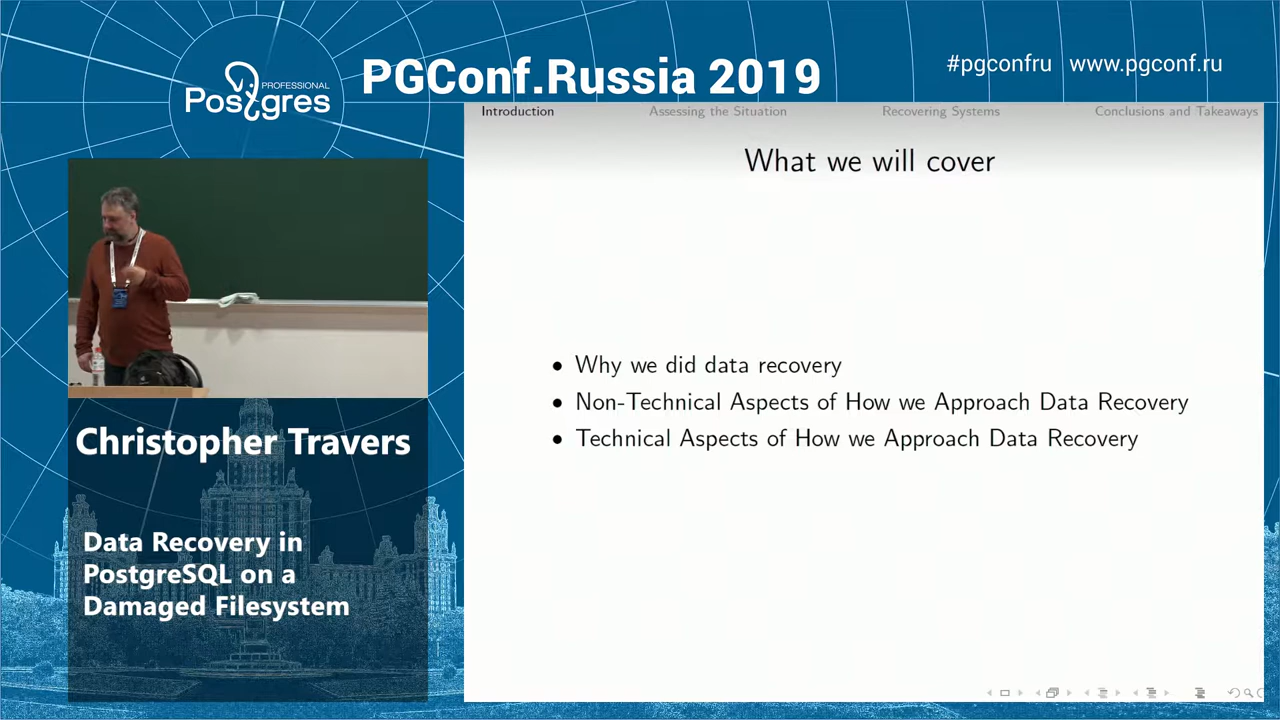 PROFESSIONAL
Postgres
PGConf.Russia 2019
#pgconfru www.pgconf.ru
Introduction Assessing the Situation Recovering Systems Conclusions and Takeaways
What we will cover
• Why we did data recovery
• Non-Technical Aspects of How we Approach Data Recovery
• Technical Aspects of How we Approach Data Recovery
Christopher Travers
Data Recovery in
PostgreSQL on a
Damaged Filesystem